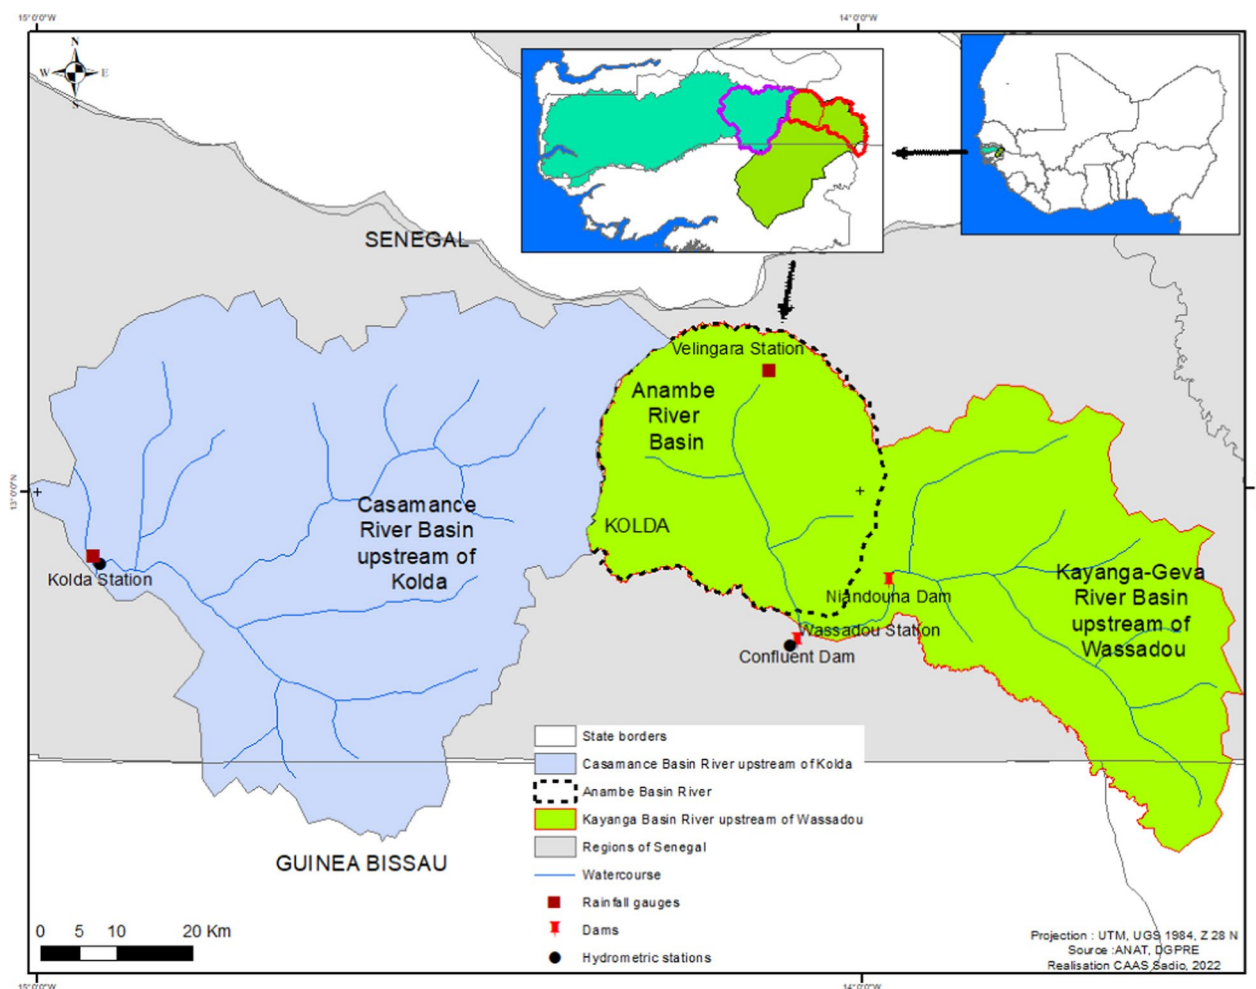 15°0'0"W
14°0'0"W
N
W
E
S
SENEGAL
Velingara Station
Anambe
River
Basin
13°0'0"N
Casamance
River Basin
upstream of
Kolda
KOLDA
Kolda Station
Kayanga-Geva
River Basin
upstream of
Wassadou
Niandouna Dam
Wassadou Station
Confluent Dam
GUINEA BISSAU
State borders
Casamance Basin River upstream of Kolda
Anambe Basin River
Kayanga Basin River upstream of Wassadou
Regions of Senegal
Watercourse
Rainfall gauges
Dams
Hydrometric stations
0 5 10 20 Km
Projection : UTM, UGS 1984, Z 28 N
Source :ANAT, DGPRE
Realisation CAAS Sadio, 2022
15°0'0"W
14°0'0"W